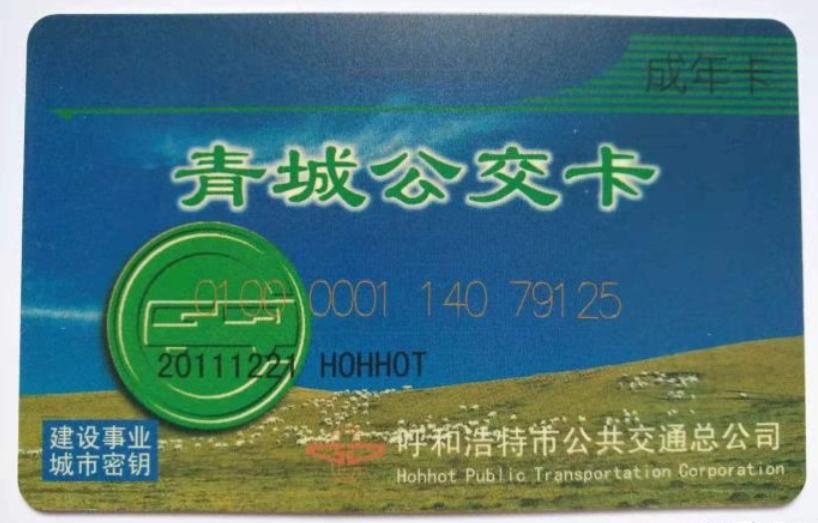 成年卡
青城公交卡
0100 0001 140 79125
20111221 HOHHOT
建设事业
城市密钥
呼和浩特市公共交通总公司
Hohhot Public Transportation Corporation